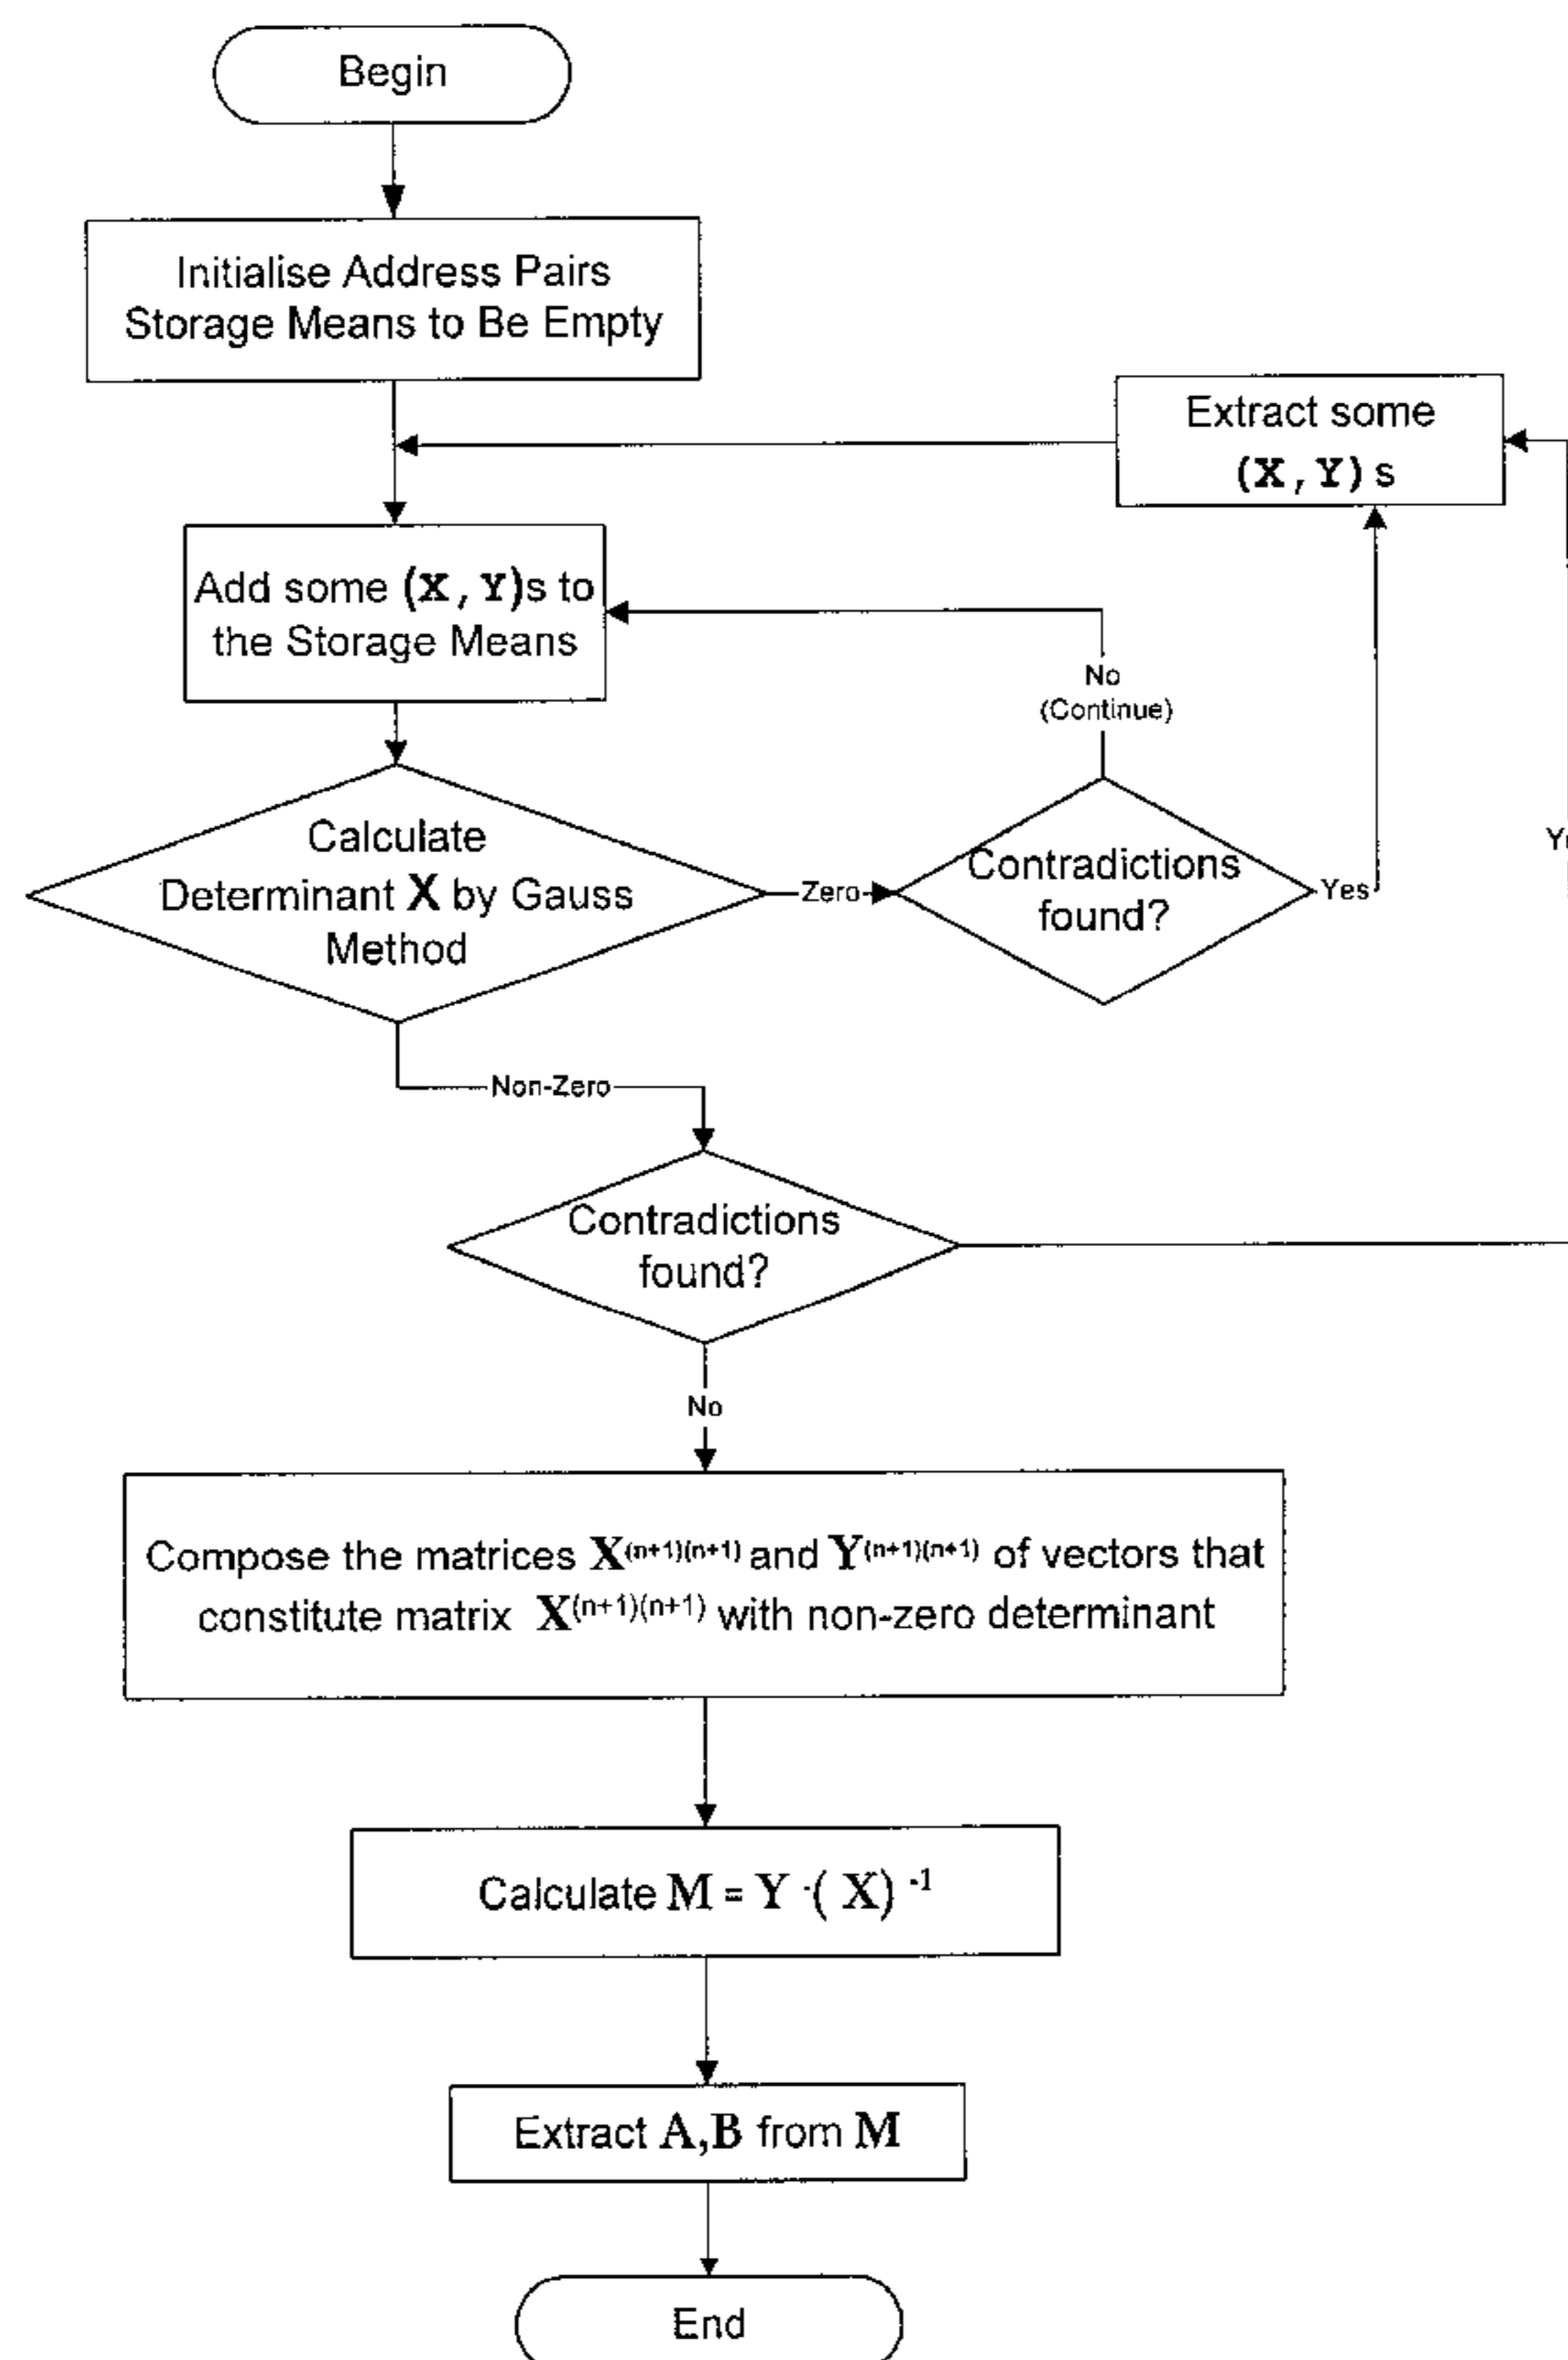 Begin
Initialise Address Pairs
Storage Means to Be Empty
Extract some
(X, Y) s
Add some (X, Y)s to
the Storage Means
No
(Continue)
Calculate
Determinant X by Gauss
Method
Zero
Contradictions
found?
Yes
Non-Zero
Contradictions
found?
No
Compose the matrices X(n+1)(n+1) and Y(n+1)(n+1) of vectors that
constitute matrix X(n+1)(n+1) with non-zero determinant
Calculate M = Y ·( X) -1
Extract A,B from M
End